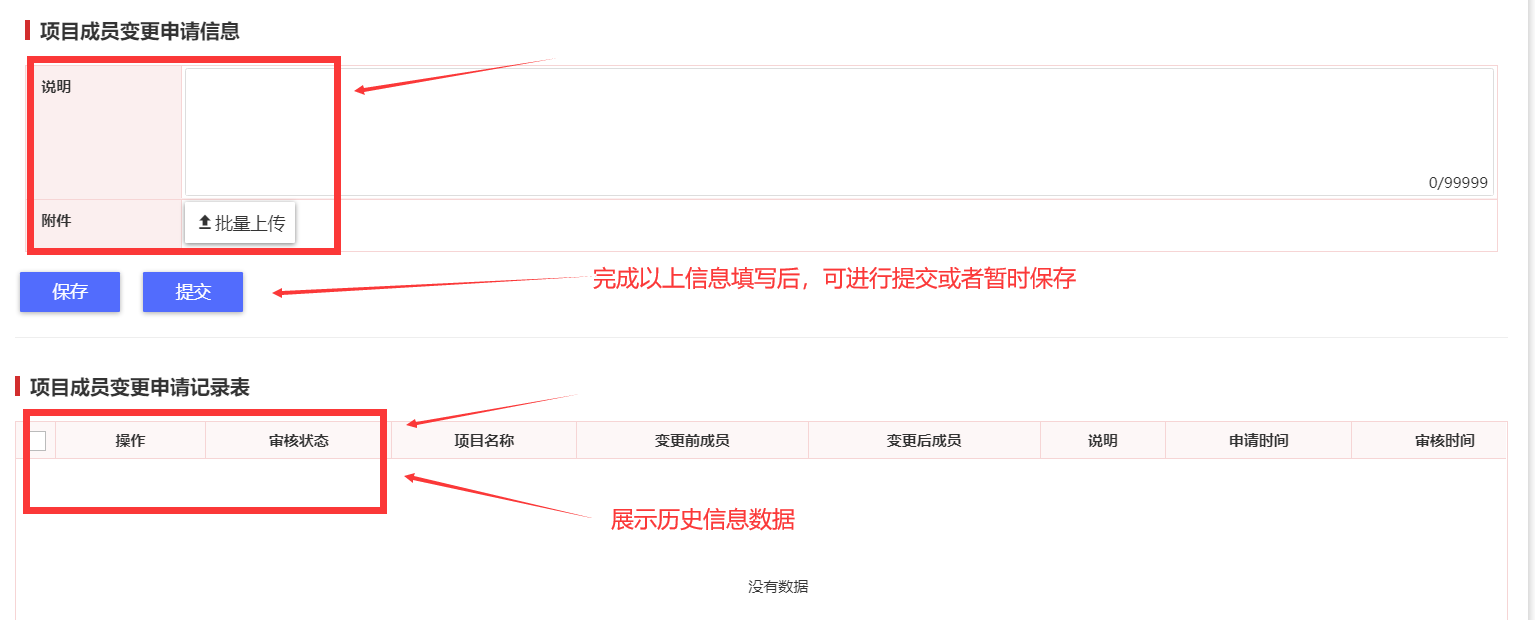 项目成员变更申请信息
说明
0/99999
附件
批量上传
保存
提交
完成以上信息填写后，可进行提交或者暂时保存
项目成员变更申请记录表
操作 审核状态 项目名称 变更前成员 变更后成员 说明 申请时间 审核时间
展示历史信息数据
没有数据